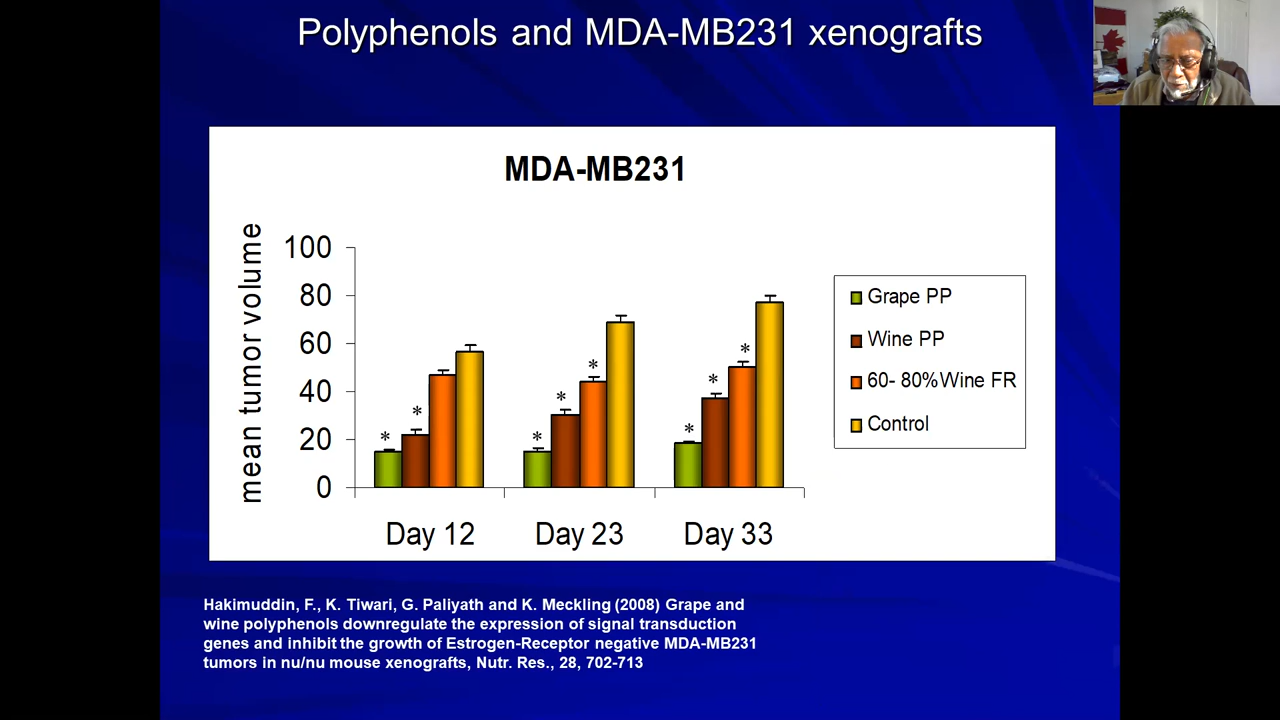 Polyphenols and MDA-MB231 xenografts
MDA-MB231
mean tumor volume
100
80
60
40
20
0
* * 
* * *
* * *
Day 12 Day 23 Day 33
Grape PP
Wine PP
60- 80%Wine FR
Control
Hakimuddin, F., K. Tiwari, G. Paliyath and K. Meckling (2008) Grape and
wine polyphenols downregulate the expression of signal transduction
genes and inhibit the growth of Estrogen-Receptor negative MDA-MB231
tumors in nu/nu mouse xenografts, Nutr. Res., 28, 702-713